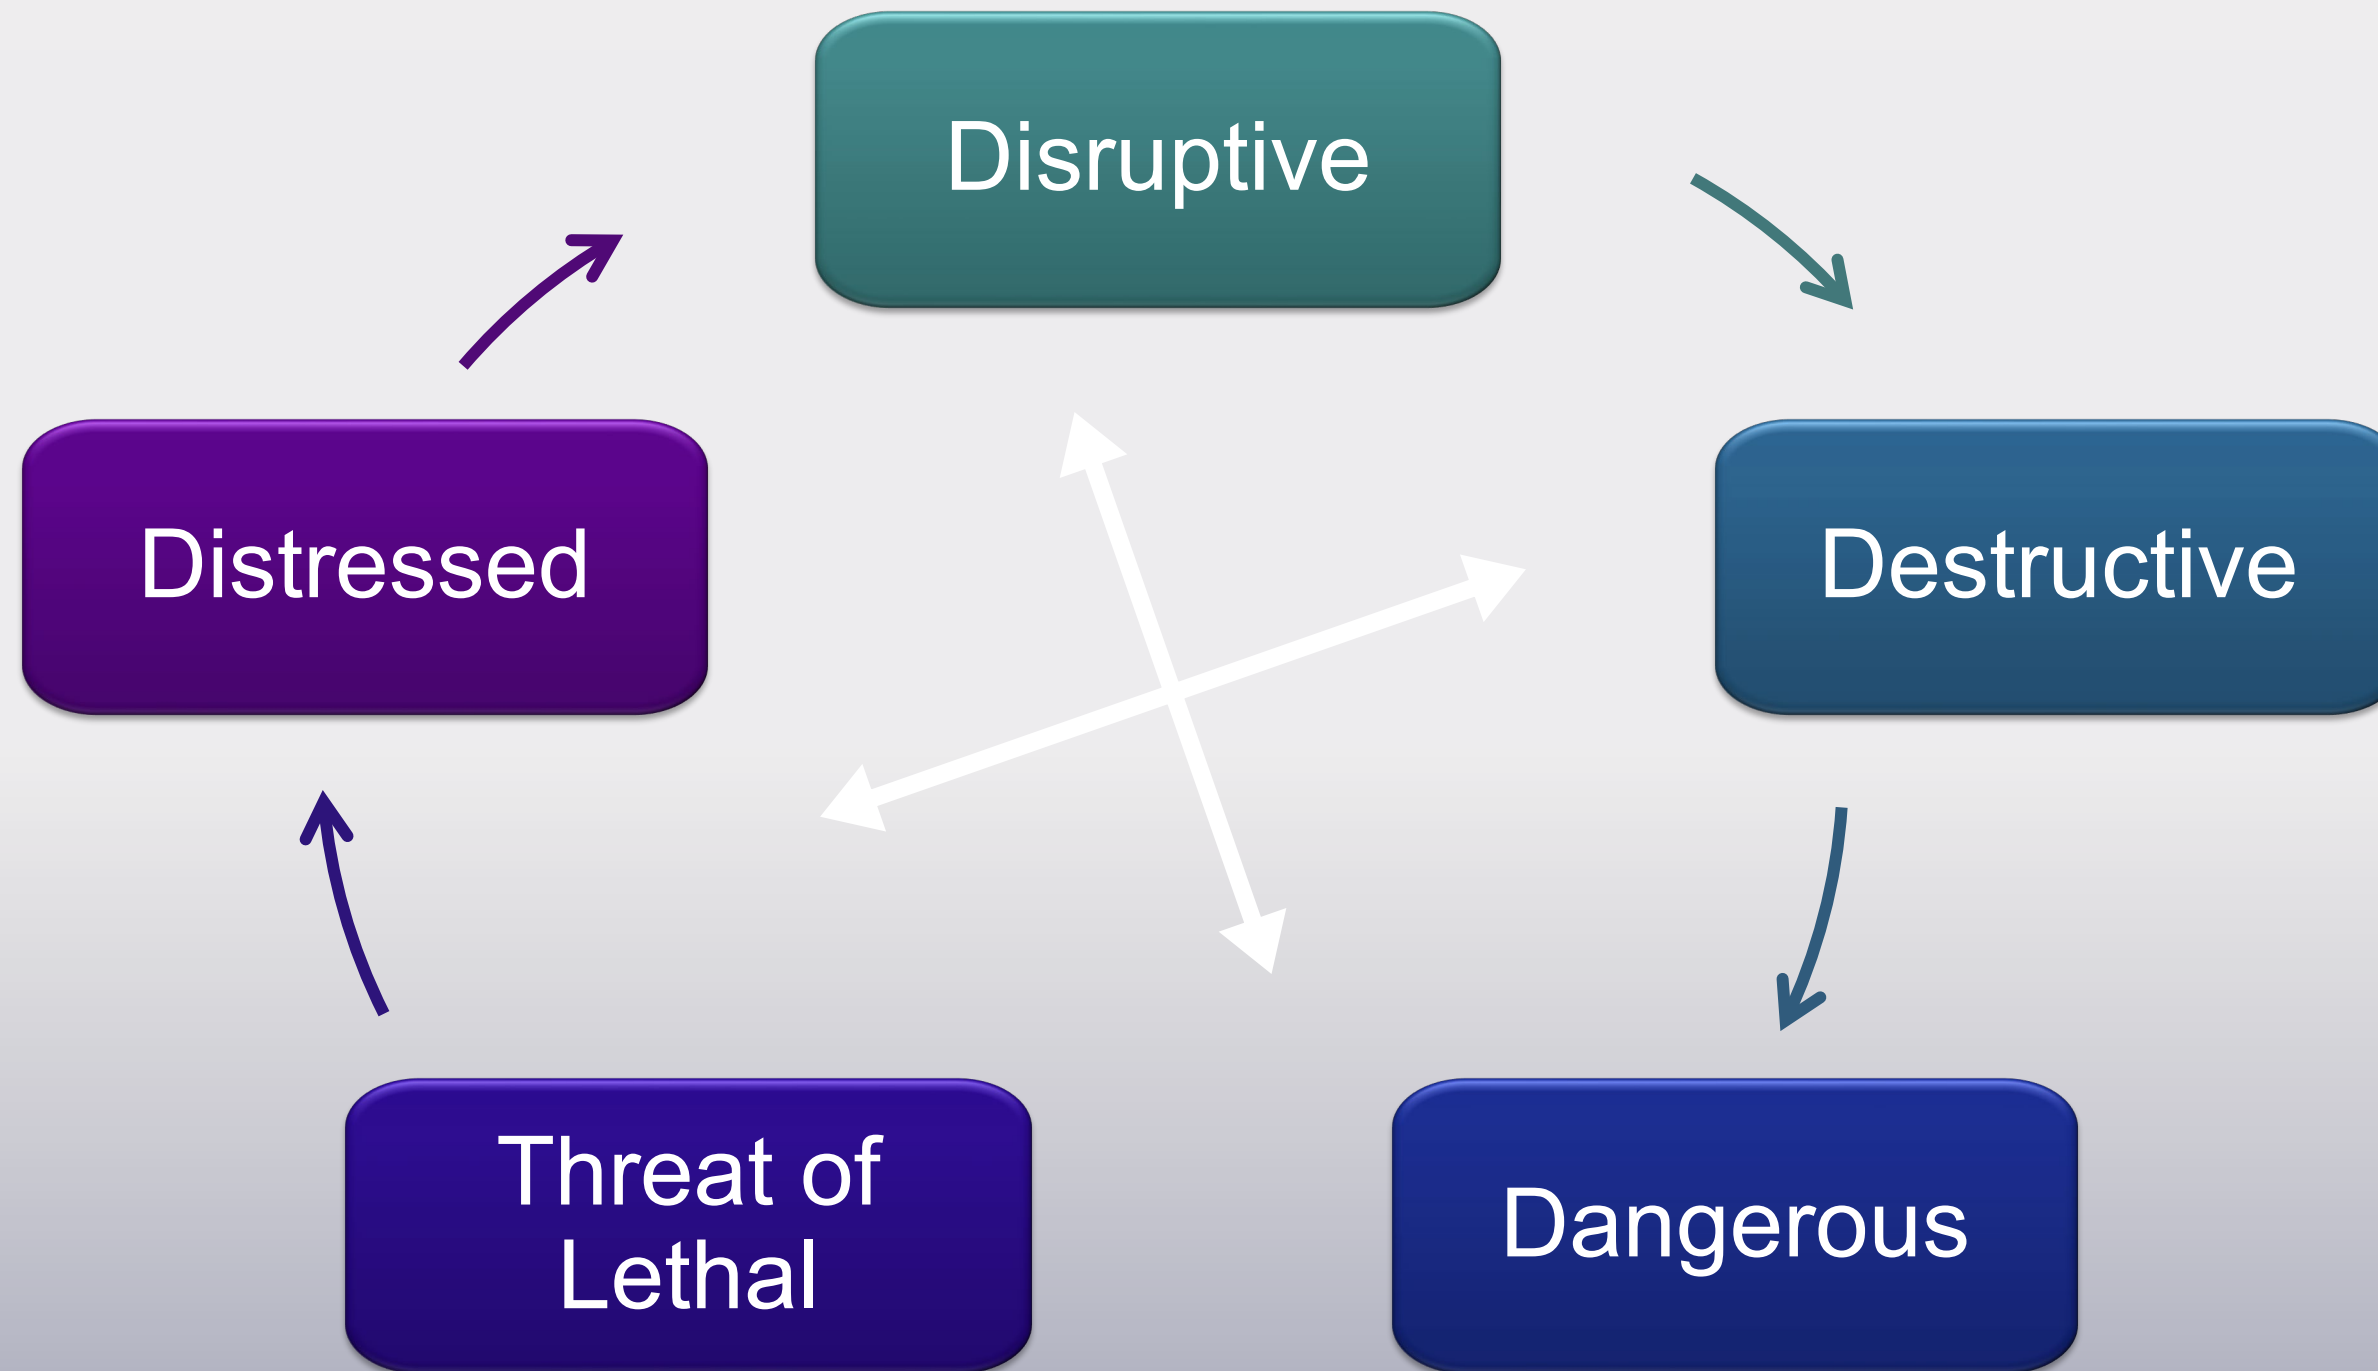 Disruptive
Distressed
Destructive
Threat of
Lethal
Dangerous